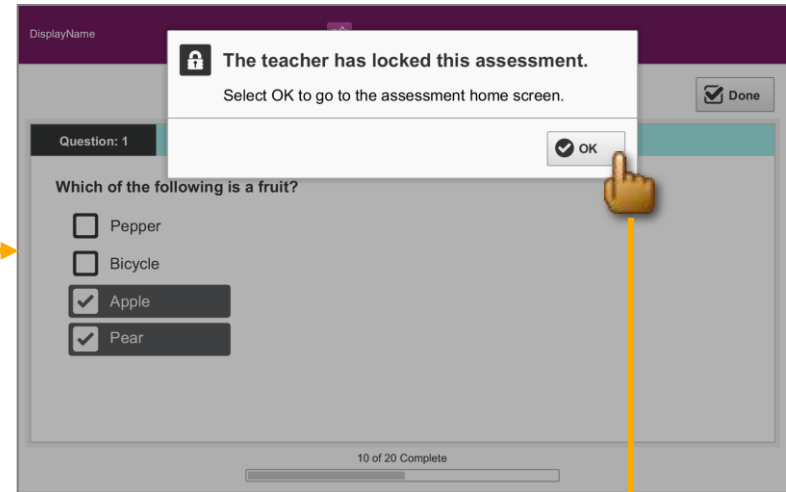 DisplayName
The teacher has locked this assessment.
Select OK to go to the assessment home screen.
OK
Done
Question: 1
Which of the following is a fruit?
Pepper
Bicycle
Apple
Pear
10 of 20 Complete